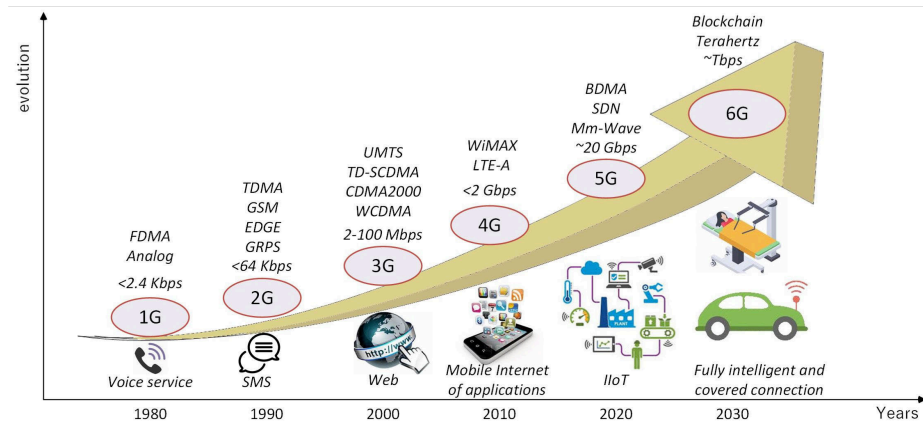 evolution
FDMA
Analog
<2.4 Kbps
1G
Voice service
1980
TDMA
GSM
EDGE
GRPS
<64 Kbps
2G
SMS
1990
UMTS
TD-SCDMA
CDMA2000
WCDMA
2-100 Mbps
3G
http://www.
Web
2000
WiMAX
LTE-A
<2 Gbps
4G
Mobile Internet
of applications
2010
BDMA
SDN
Mm-Wave
~20 Gbps
5G
PLANT
IIoT
2020
Blockchain
Terahertz
~Tbps
6G
Fully intelligent and
covered connection
2030
Years